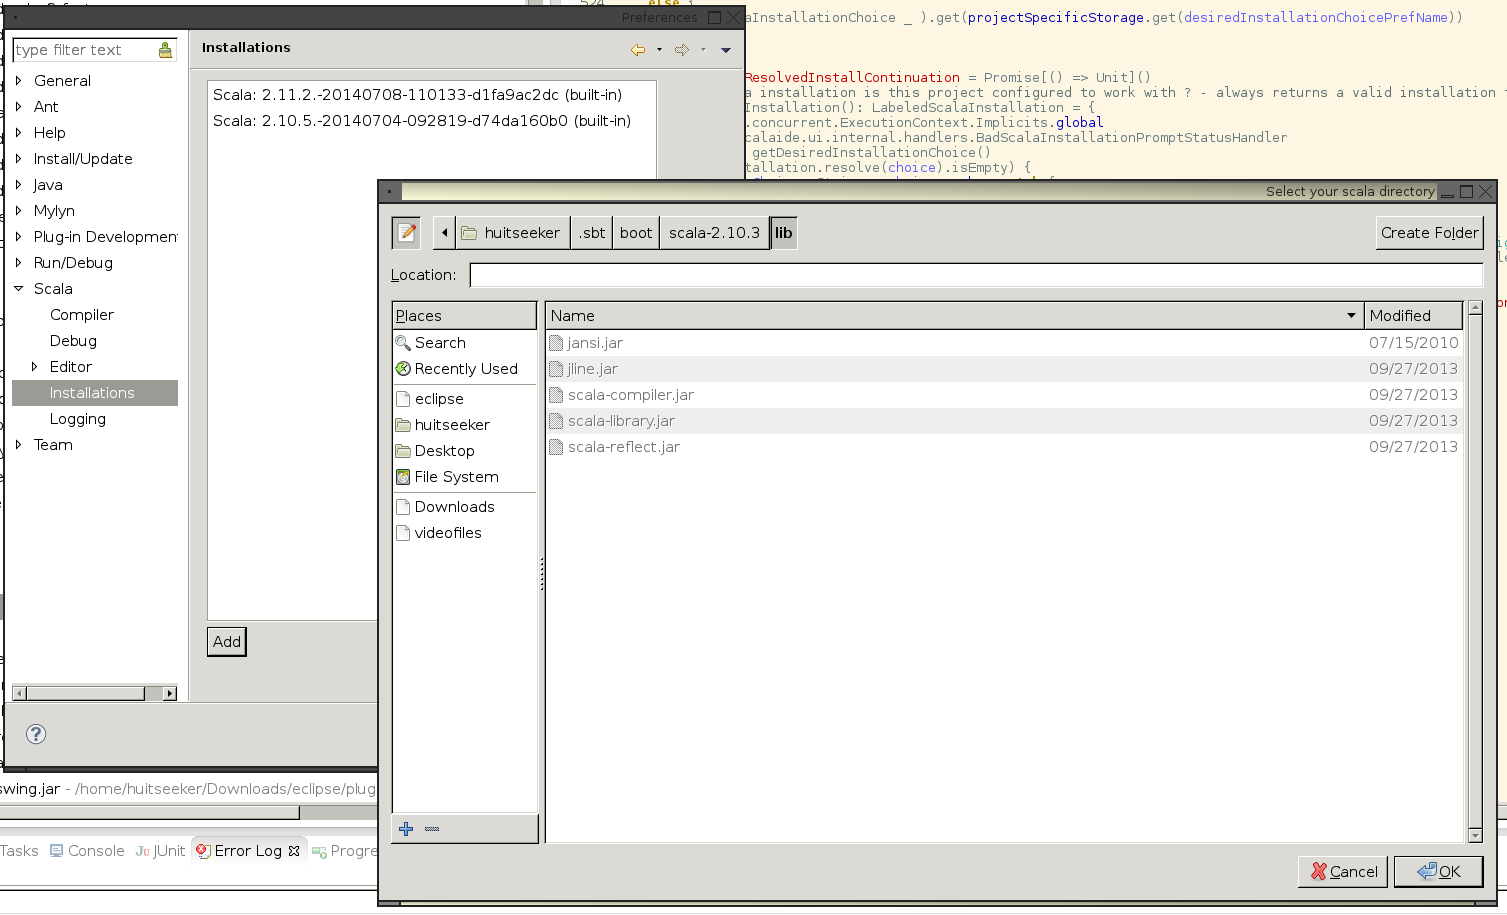 524 else {
Preferences
aInstallationChoice _ ).get(projectSpecificStorage.get(desiredInstallationChoicePrefName))
type filter text
Installations
General
Ant
Help
Install/Update
Java
Mylyn
Plug-in Development
Run/Debug
Scala
Compiler
Debug
Editor
Installations
Logging
Team
Scala: 2.11.2.-20140708-110133-d1fa9ac2dc (built-in)
Scala: 2.10.5.-20140704-092819-d74da160b0 (built-in)
Add
ResolvedInstallContinuation = Promise[() => Unit]()
a installation is this project configured to work with ? - always returns a valid installation
Installation(): LabeledScalaInstallation = {
.concurrent.ExecutionContext.Implicits.global
calaide.ui.internal.handlers.BadScalaInstallationPromptStatusHandler
getDesiredInstallationChoice()
tallation.resolve(choice).isEmpty) {
Select your scala directory
huitseeker
.sbt
boot
scala-2.10.3
lib
Create Folder
Location:
Places
Search
Recently Used
eclipse
huitseeker
Desktop
File System
Downloads
videofiles
Name Modified
jansi.jar 07/15/2010
jline.jar 09/27/2013
scala-compiler.jar 09/27/2013
scala-library.jar 09/27/2013
scala-reflect.jar 09/27/2013
Cancel
OK
swing.jar - /home/huitseeker/Downloads/eclipse/plug
Tasks
Console
JUnit
Error Log
Progre